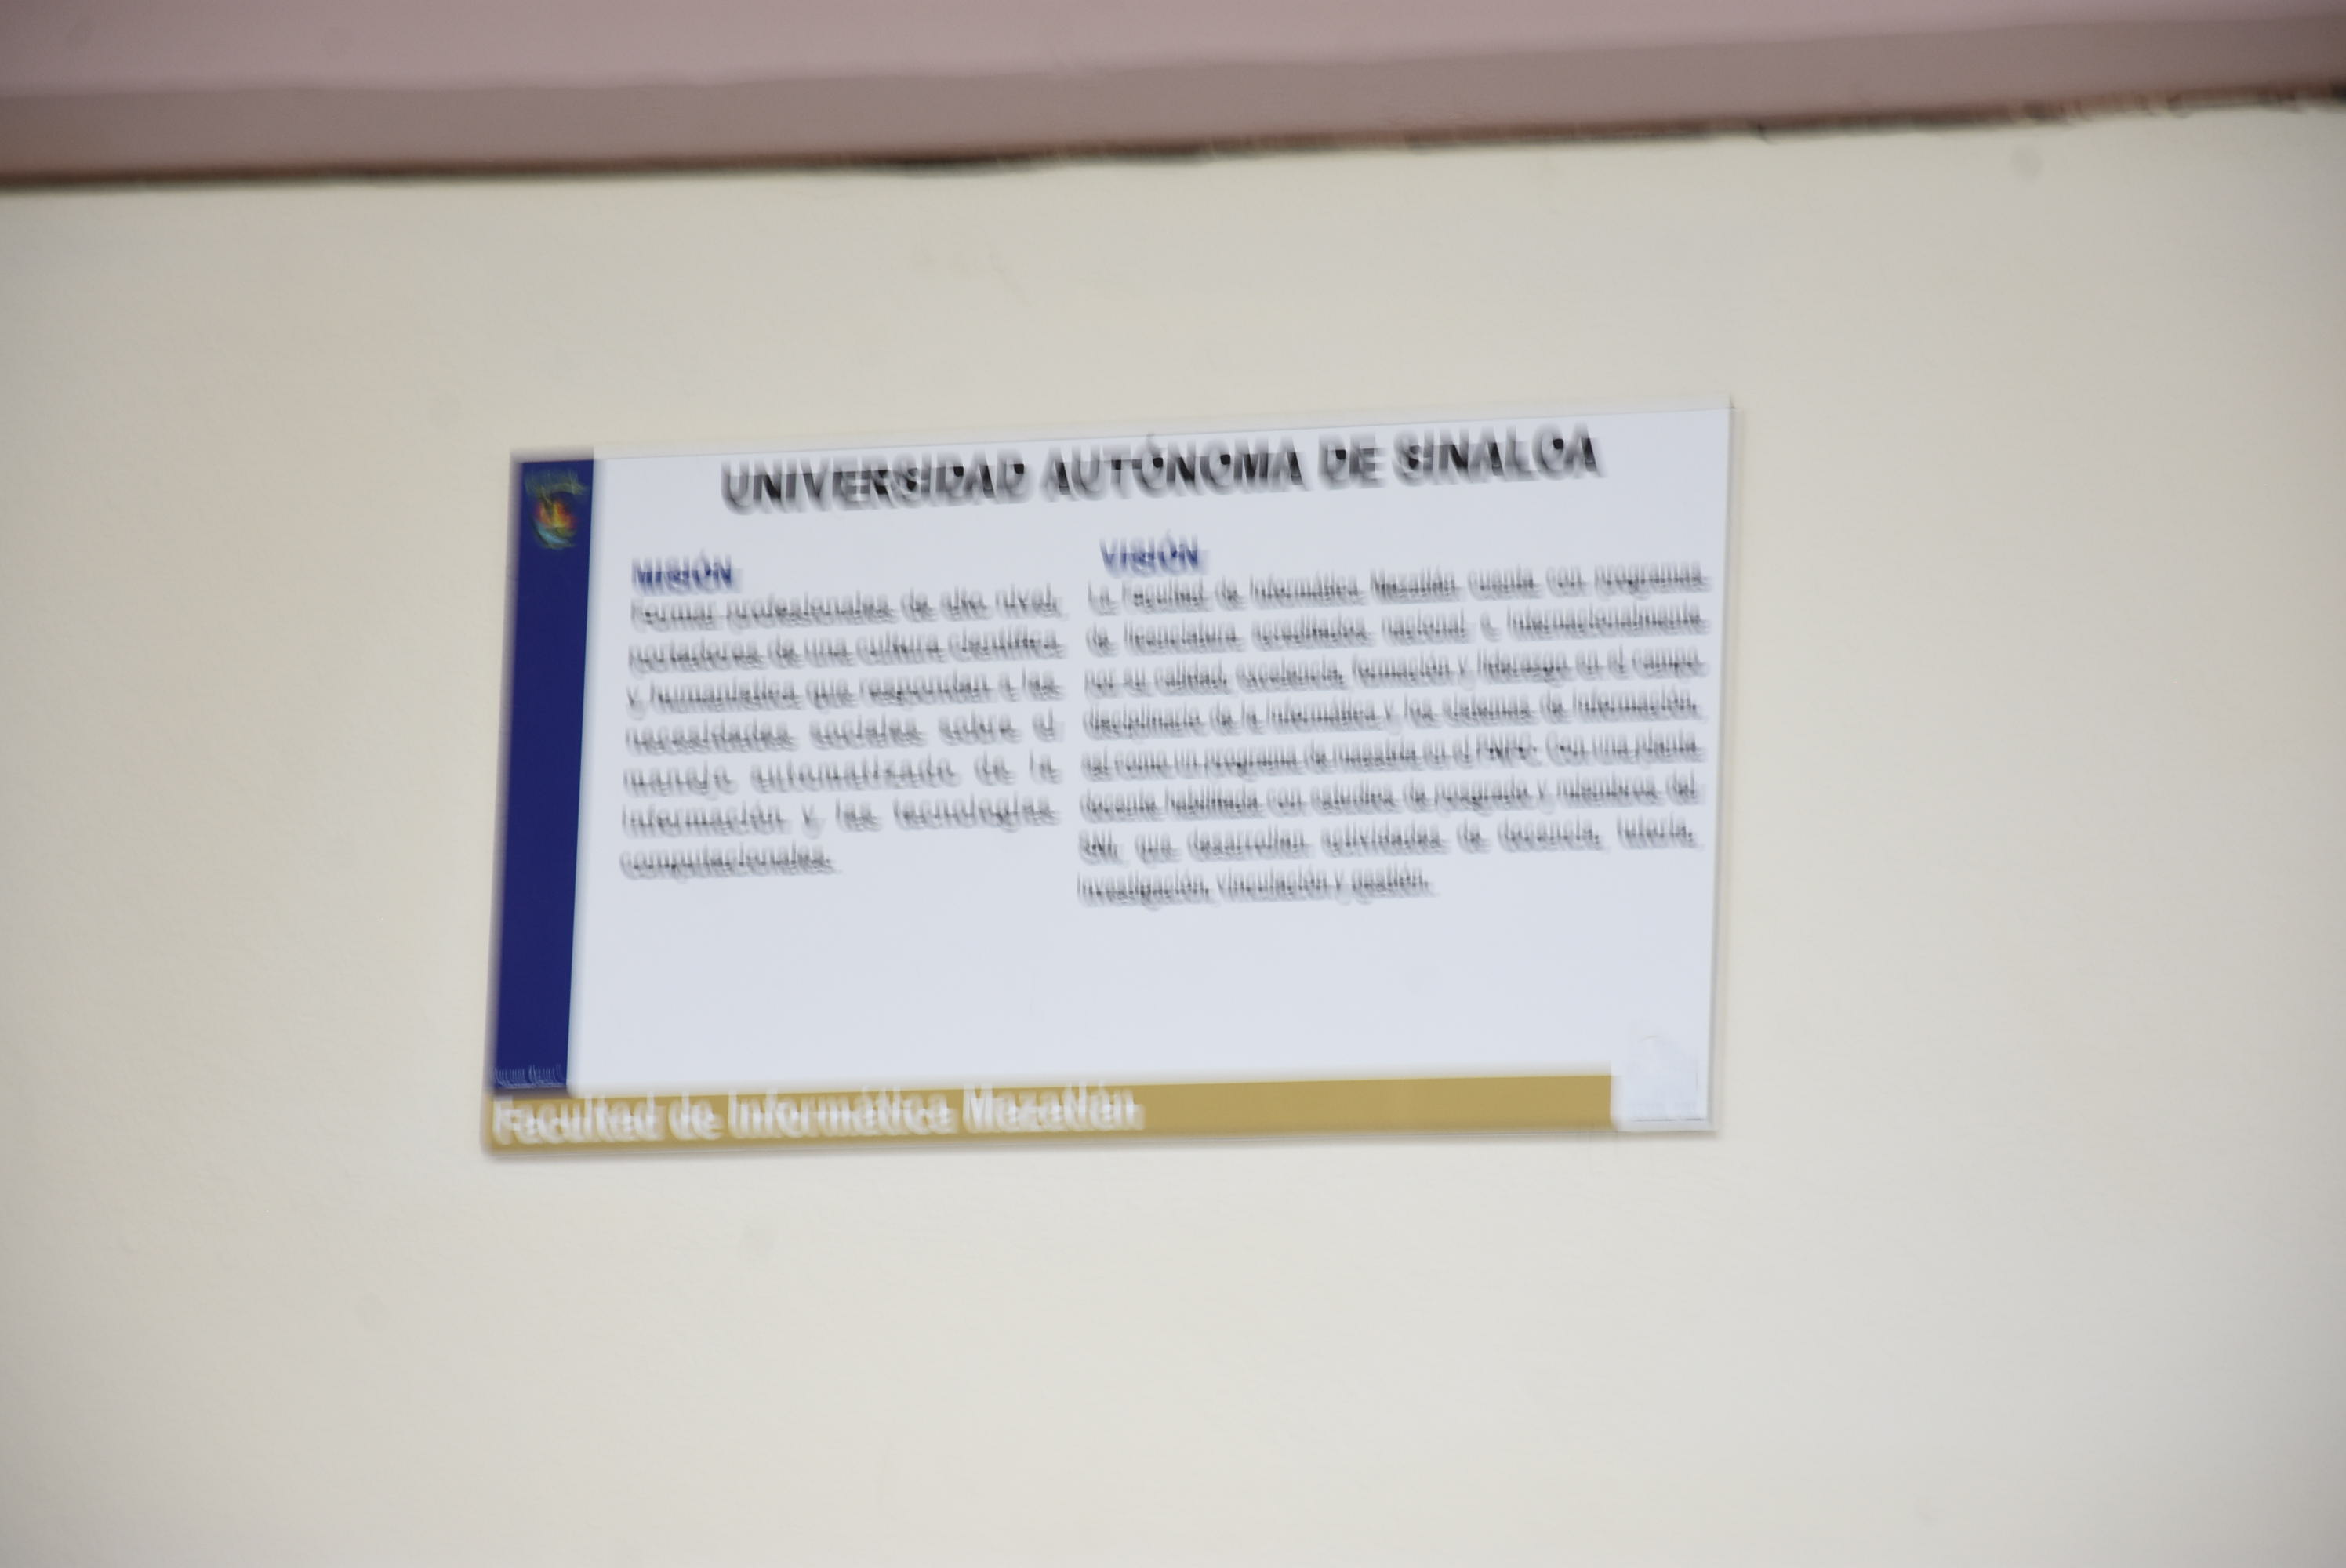 UNIVERSIDAD AUTÓNOMA DE SINALOA
MISIÓN
Formar profesionales de alto nivel,
portadores de una cultura científica
y humanística que respondan a las
necesidades sociales sobre el
manejo automatizado de la
información y las tecnologías
computacionales.
VISIÓN
La Facultad de Informática Mazatlán cuenta con programas
de licenciatura acreditados nacional e internacionalmente
por su calidad, excelencia, formación y liderazgo en el campo
disciplinario de la informática y los sistemas de información,
así como un programa de maestría en el PNPC. Con una planta
docente habilitada con estudios de posgrado y miembros del
SNI, que desarrollan actividades de docencia, tutoría,
investigación, vinculación y gestión.
Facultad de Informática Mazatlán